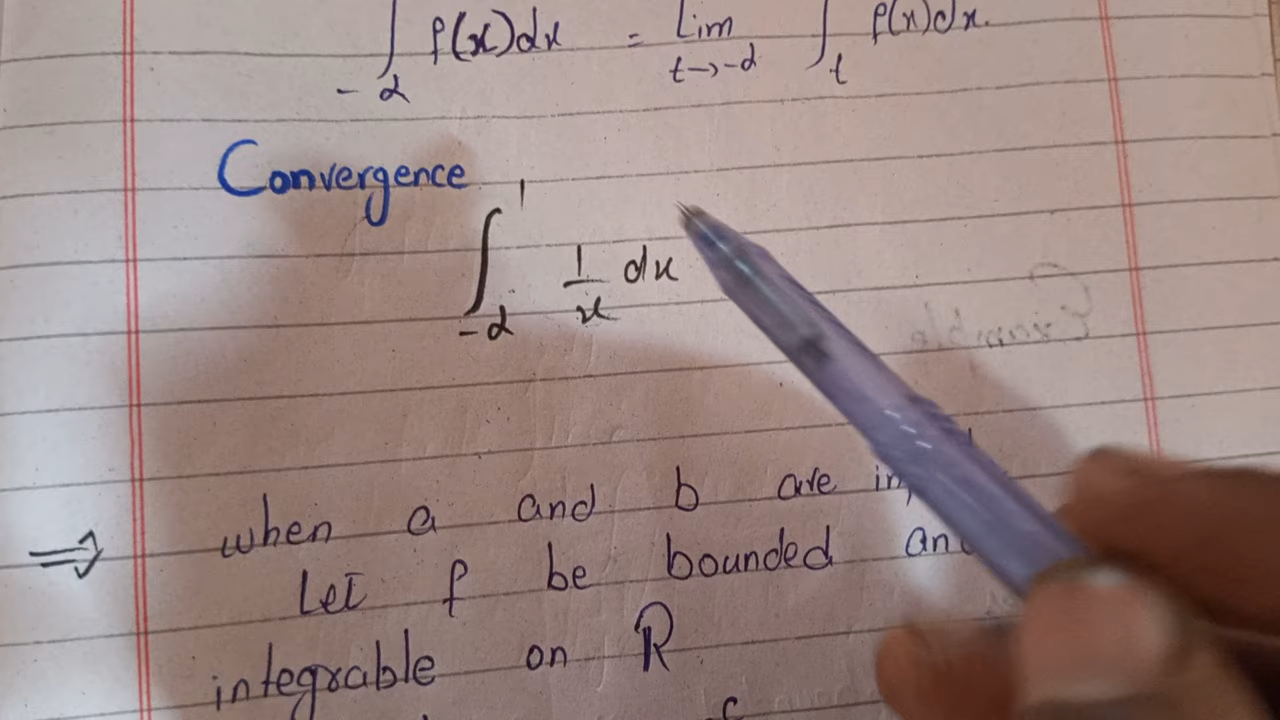 ∫_{-α} f(x)dx = Lim_{t→-α} ∫_t f(x)dx.
Convergence
∫_{-α}^{1} 1/x dx
⇒ when a and b are
Let f be bounded
integrable on R